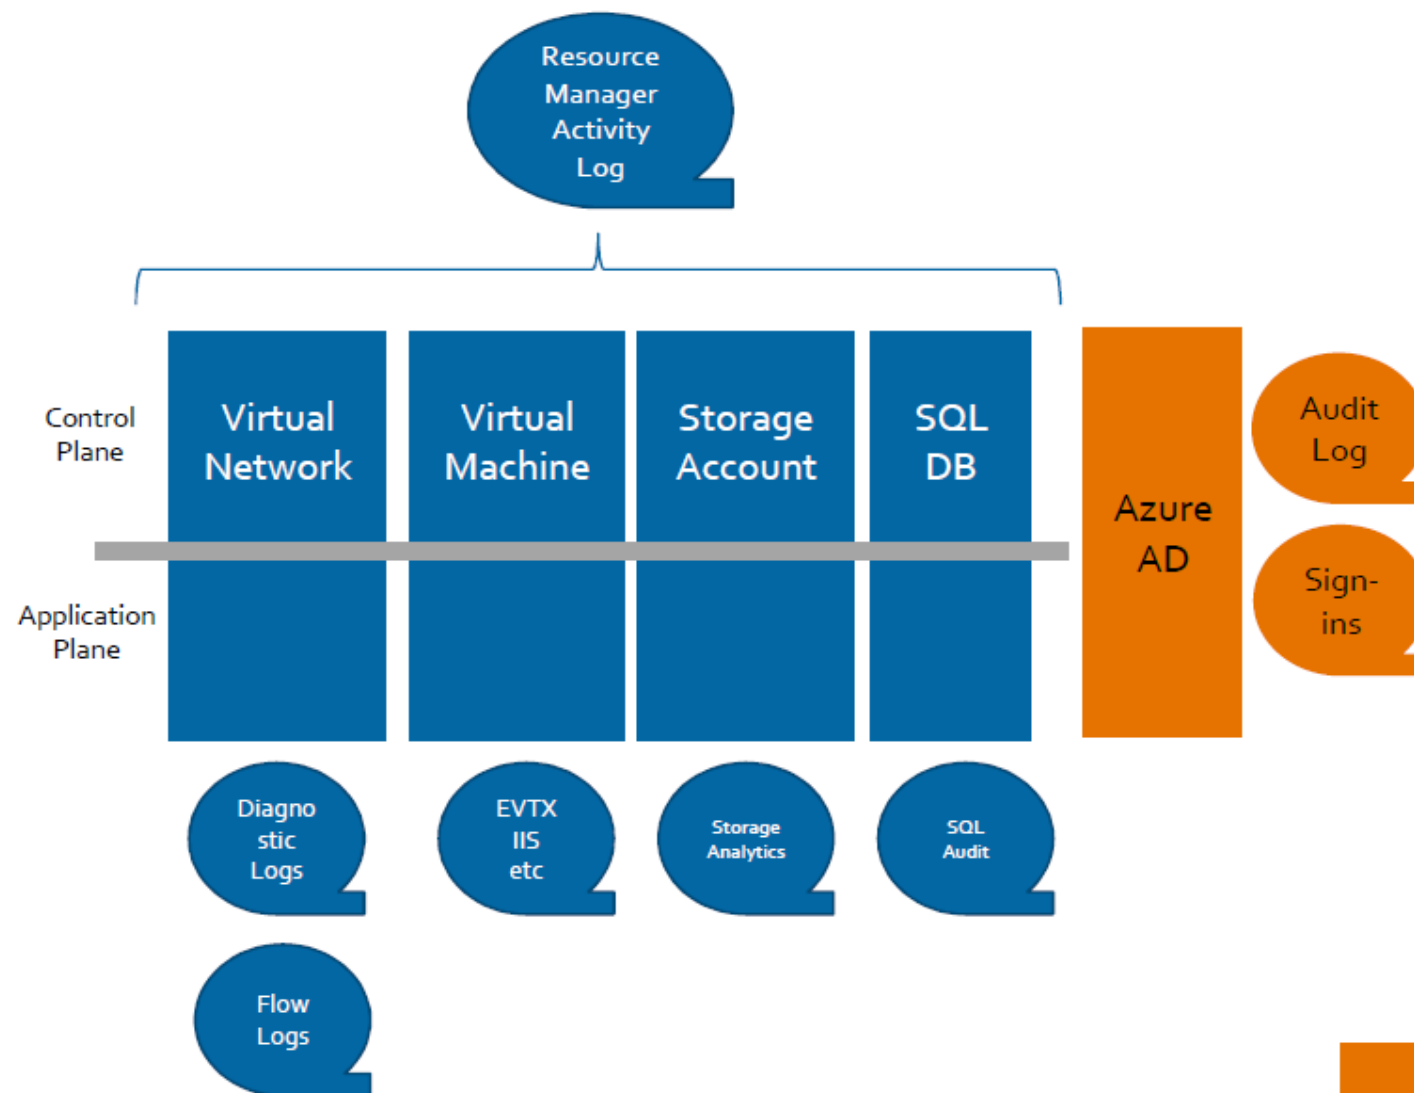 Resource
Manager
Activity
Log
Control
Plane
Virtual
Network
Virtual
Machine
Storage
Account
SQL
DB
Azure
AD
Audit
Log
Sign-
ins
Application
Plane
Diagno
stic
Logs
EVTX
IIS
etc
Storage
Analytics
SQL
Audit
Flow
Logs